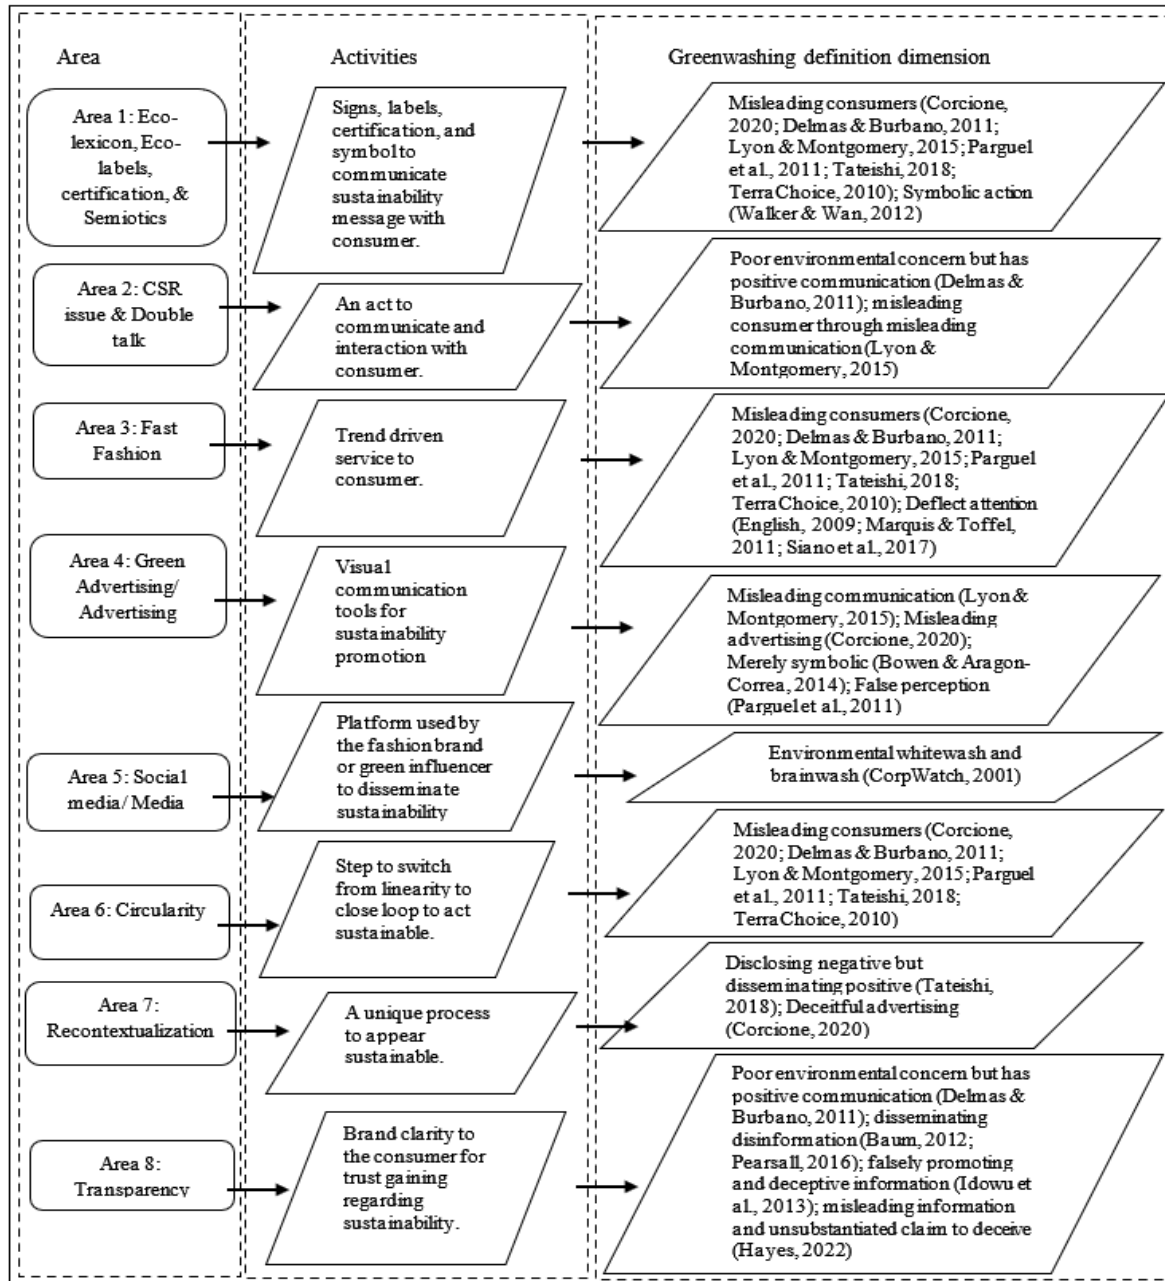 Area
Activities
Greenwashing definition dimension
Area 1: Eco-
lexicon, Eco-
labels,
certification, &
Semiotics
Signs, labels,
certification, and
symbol to
communicate
sustainability
message with
consumer.
Misleading consumers (Corcione,
2020; Delmas & Burbano, 2011;
Lyon & Montgomery, 2015; Parguel
et al., 2011; Tateishi, 2018;
TerraChoice, 2010); Symbolic action
(Walker & Wan, 2012)
Area 2: CSR
issue & Double
talk
An act to
communicate and
interaction with
consumer.
Poor environmental concern but has
positive communication (Delmas &
Burbano, 2011); misleading
consumer through misleading
communication (Lyon &
Montgomery, 2015)
Area 3: Fast
Fashion
Trend driven
service to
consumer.
Misleading consumers (Corcione,
2020; Delmas & Burbano, 2011;
Lyon & Montgomery, 2015; Parguel
et al., 2011; Tateishi, 2018;
TerraChoice, 2010); Deflect attention
(English, 2009; Marquis & Toffel,
2011; Siano et al., 2017)
Area 4: Green
Advertising/
Advertising
Visual
communication
tools for
sustainability
promotion
Misleading communication (Lyon &
Montgomery, 2015); Misleading
advertising (Corcione, 2020);
Merely symbolic (Bowen & Aragon-
Correa, 2014); False perception
(Parguel et al., 2011)
Area 5: Social
media/ Media
Platform used by
the fashion brand
or green influencer
to disseminate
sustainability
Environmental whitewash and
brainwash (CorpWatch, 2001)
Area 6: Circularity
Step to switch
from linearity to
close loop to act
sustainable.
Misleading consumers (Corcione,
2020; Delmas & Burbano, 2011;
Lyon & Montgomery, 2015; Parguel
et al., 2011; Tateishi, 2018;
TerraChoice, 2010)
Area 7:
Recontextualization
A unique process
to appear
sustainable.
Disclosing negative but
disseminating positive (Tateishi,
2018); Deceitful advertising
(Corcione, 2020)
Area 8:
Transparency
Brand clarity to
the consumer for
trust gaining
regarding
sustainability.
Poor environmental concern but has
positive communication (Delmas &
Burbano, 2011); disseminating
disinformation (Baum, 2012;
Pearsall, 2016); falsely promoting
and deceptive information (Idowu et
al., 2013); misleading information
and unsubstantiated claim to deceive
(Hayes, 2022)